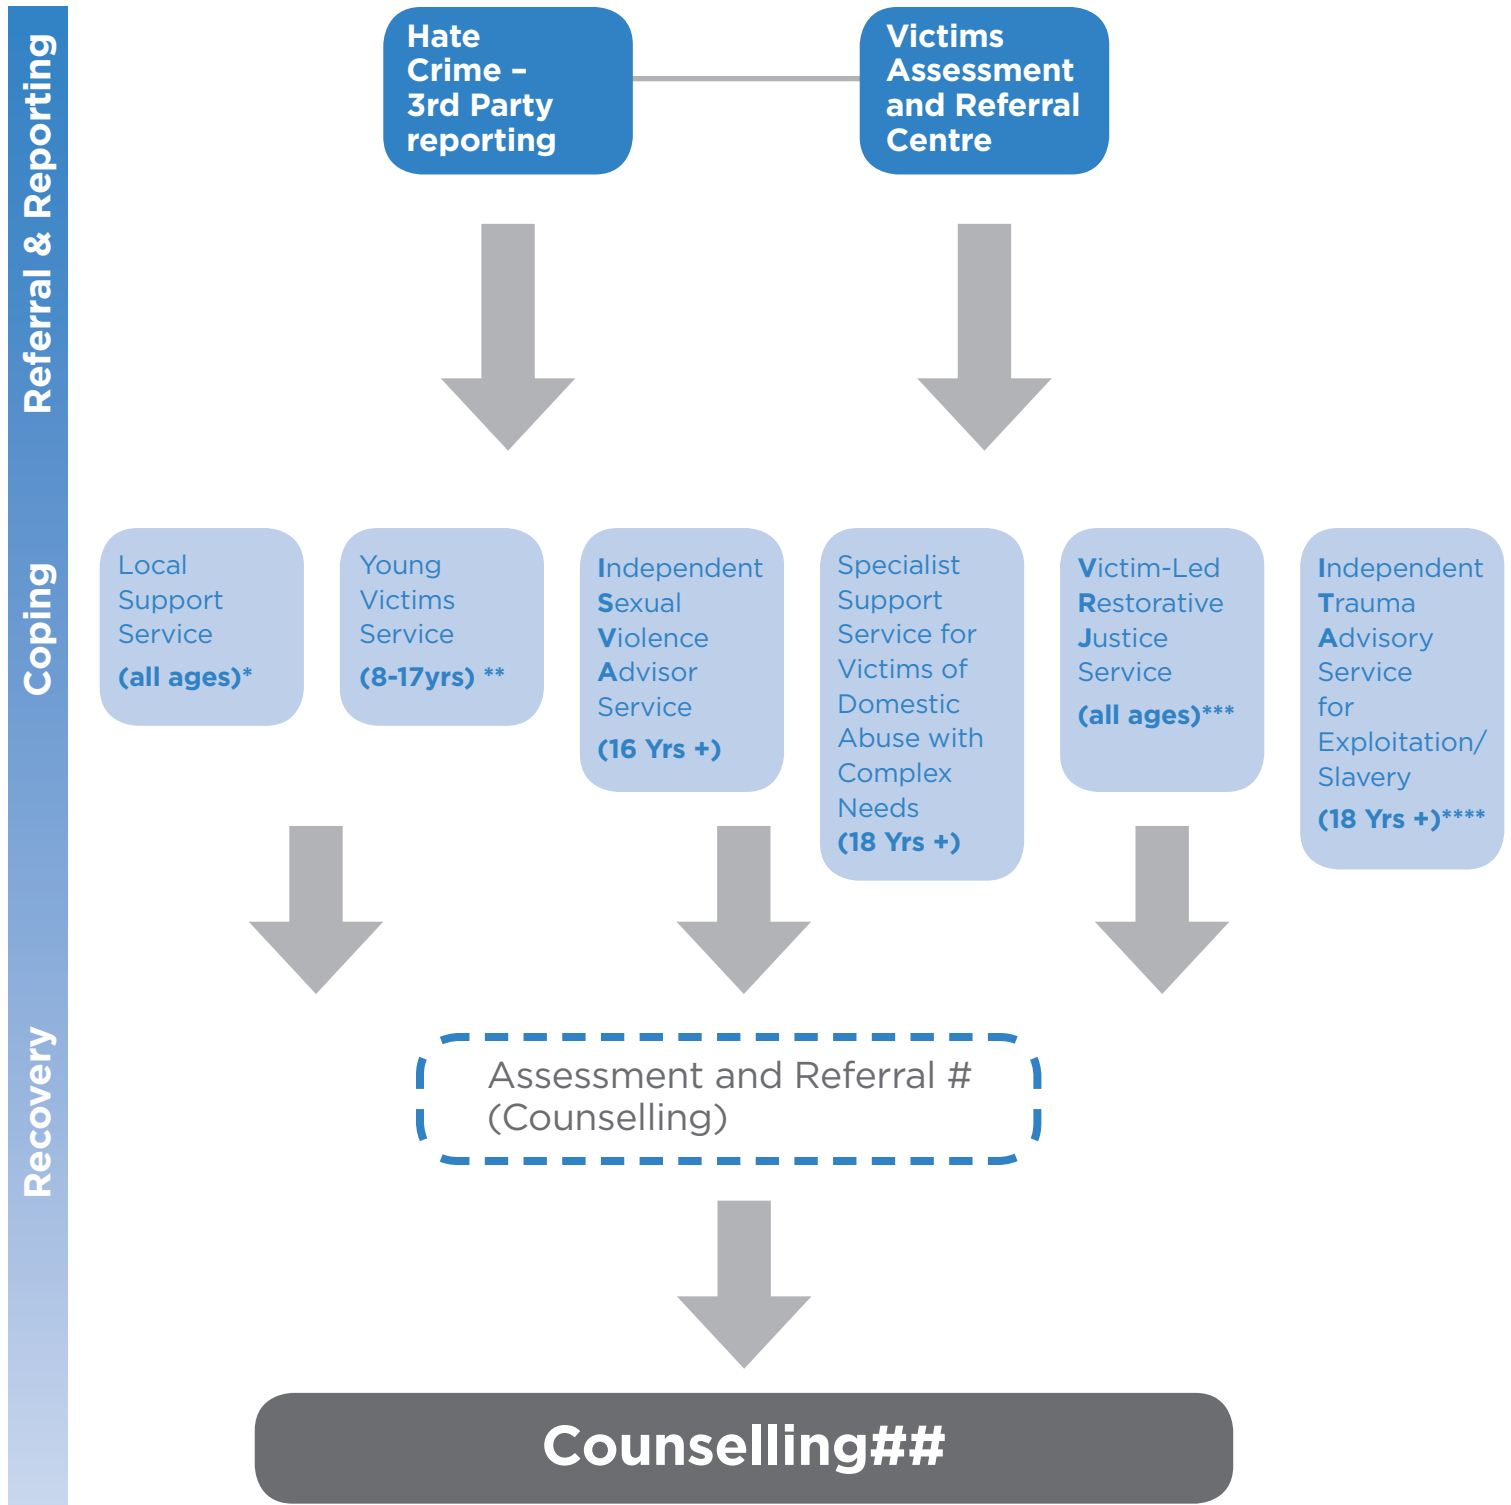 Referral & Reporting
Hate
Crime –
3rd Party
reporting
Victims
Assessment
and Referral
Centre
Coping
Local
Support
Service
(all ages)*
Young
Victims
Service
(8-17yrs) **
Independent
Sexual
Violence
Advisor
Service
(16 Yrs +)
Specialist
Support
Service for
Victims of
Domestic
Abuse with
Complex
Needs
(18 Yrs +)
Victim-Led
Restorative
Justice
Service
(all ages)***
Independent
Trauma
Advisory
Service
for
Exploitation/
Slavery
(18 Yrs +)****
Recovery
Assessment and Referral #
(Counselling)
Counselling##